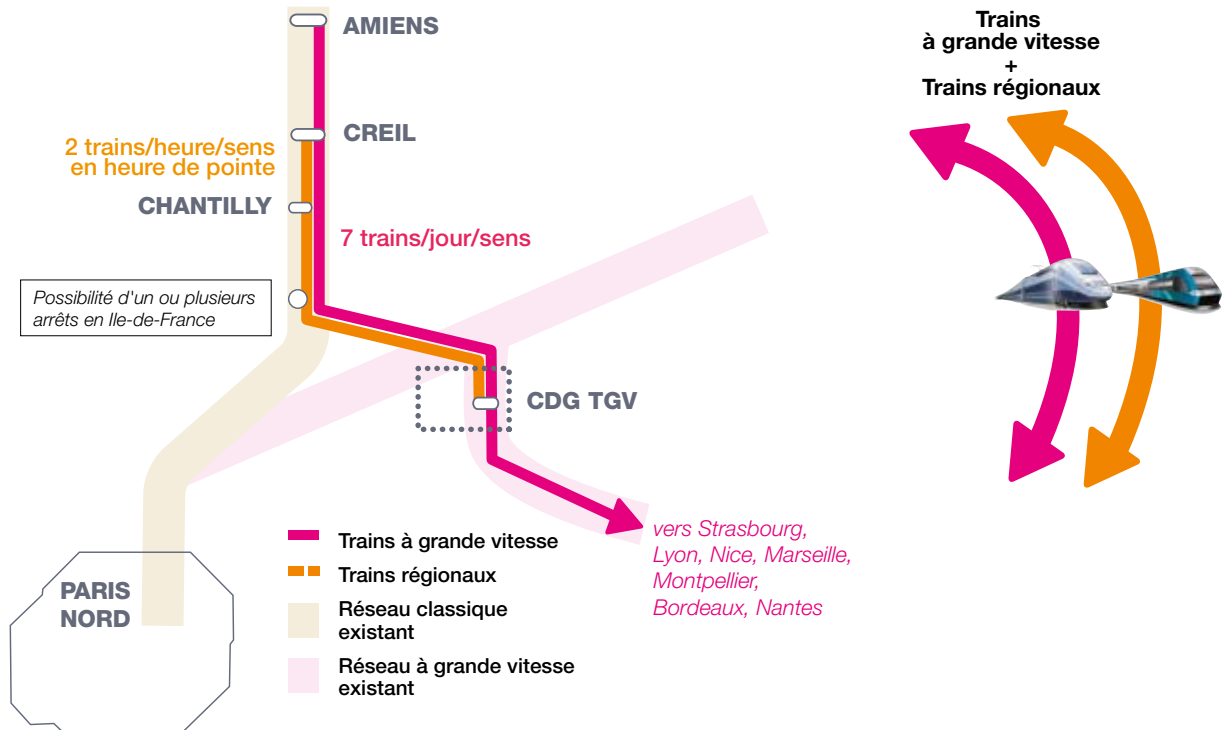 AMIENS
CREIL
2 trains/heure/sens
en heure de pointe
CHANTILLY
7 trains/jour/sens
Possibilité d'un ou plusieurs
arrêts en Ile-de-France
CDG TGV
vers Strasbourg,
Lyon, Nice, Marseille,
Montpellier,
Bordeaux, Nantes
PARIS
NORD
Trains à grande vitesse
Trains régionaux
Réseau classique
existant
Réseau à grande vitesse
existant
Trains
à grande vitesse
+
Trains régionaux